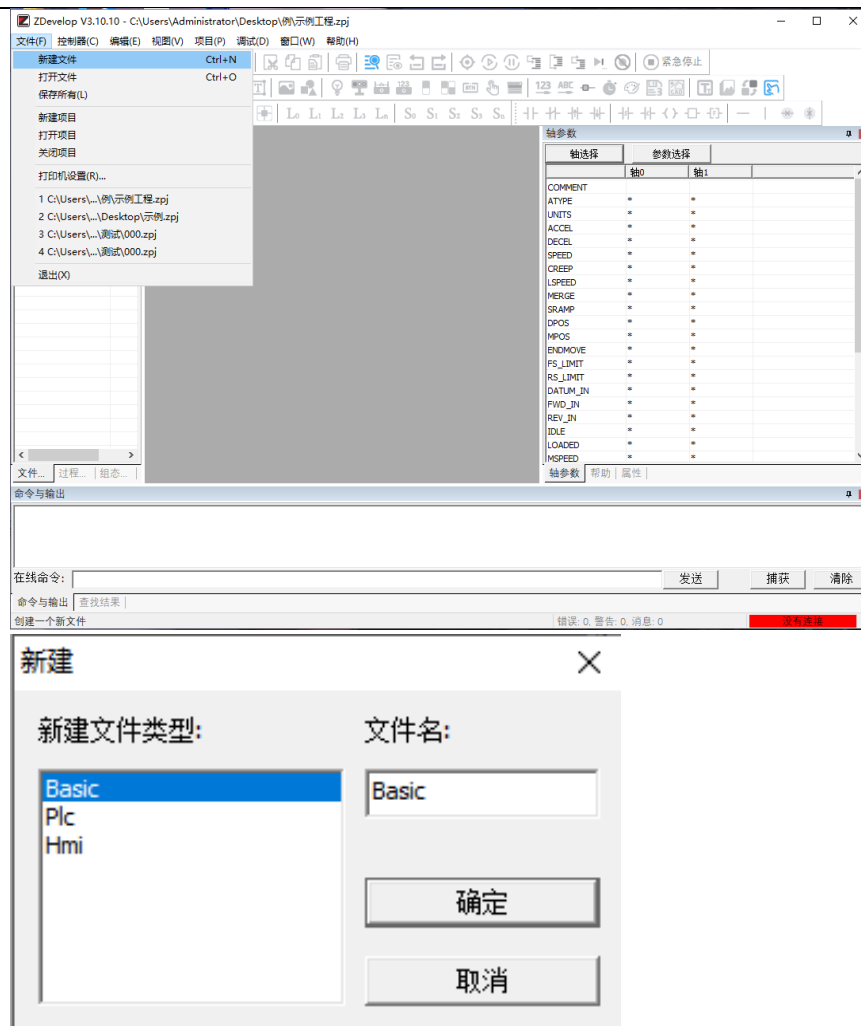 ZDevelop V3.10.10 - C:\Users\Administrator\Desktop\例\示例工程.zpj
文件(F) 控制器(C) 编辑(E) 视图(V) 项目(P) 调试(D) 窗口(W) 帮助(H)
新建文件 Ctrl+N
打开文件 Ctrl+O
保存所有(L)
新建项目
打开项目
关闭项目
打印机设置(R)...
1 C:\Users\...\例\示例工程.zpj
2 C:\Users\...\Desktop\示例.zpj
3 C:\Users\...\测试\000.zpj
4 C:\Users\...\测试\000.zpj
退出(X)
紧急停止
123 ABC
L₀ L₁ L₂ L₃ Lₙ S₀ S₁ S₂ S₃ Sₙ
轴参数
轴选择 参数选择
轴0 轴1
COMMENT
ATYPE * *
UNITS * *
ACCEL * *
DECEL * *
SPEED * *
CREEP * *
LSPEED * *
MERGE * *
SRAMP * *
DPOS * *
MPOS * *
ENDMOVE * *
FS_LIMIT * *
RS_LIMIT * *
DATUM_IN * *
FWD_IN * *
REV_IN * *
IDLE * *
LOADED * *
MSPEED * *
文件... 过程... 组态...
轴参数 帮助 属性
命令与输出
在线命令: 发送 捕获 清除
命令与输出 查找结果
创建一个新文件 错误: 0, 警告: 0, 消息: 0 没有连接
新建
新建文件类型: 文件名:
Basic Basic
Plc
Hmi
确定
取消